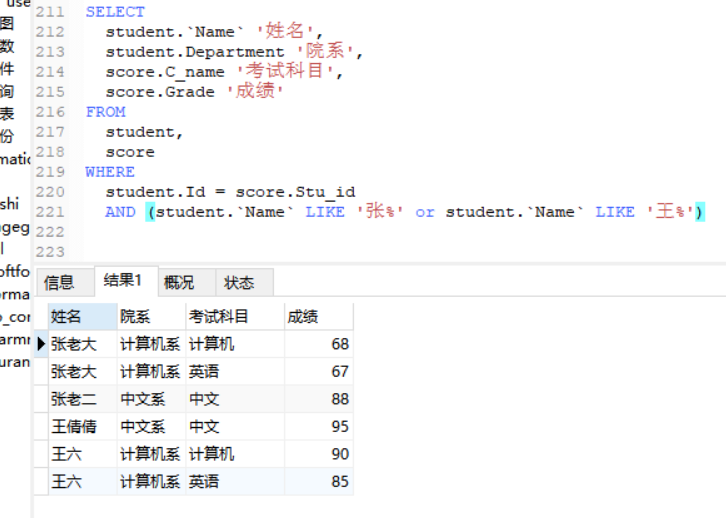 use
图
数
件
询
表
份
matic
shi
geg
l
oftfo
rma
o_cor
arm
uran
211 SELECT
212 student.`Name` '姓名',
213 student.Department '院系',
214 score.C_name '考试科目',
215 score.Grade '成绩'
216 FROM
217 student,
218 score
219 WHERE
220 student.Id = score.Stu_id
221 AND (student.`Name` LIKE '张%' or student.`Name` LIKE '王%')
222
223
信息 结果1 概况 状态
姓名 院系 考试科目 成绩
张老大 计算机系 计算机 68
张老大 计算机系 英语 67
张老二 中文系 中文 88
王倩倩 中文系 中文 95
王六 计算机系 计算机 90
王六 计算机系 英语 85